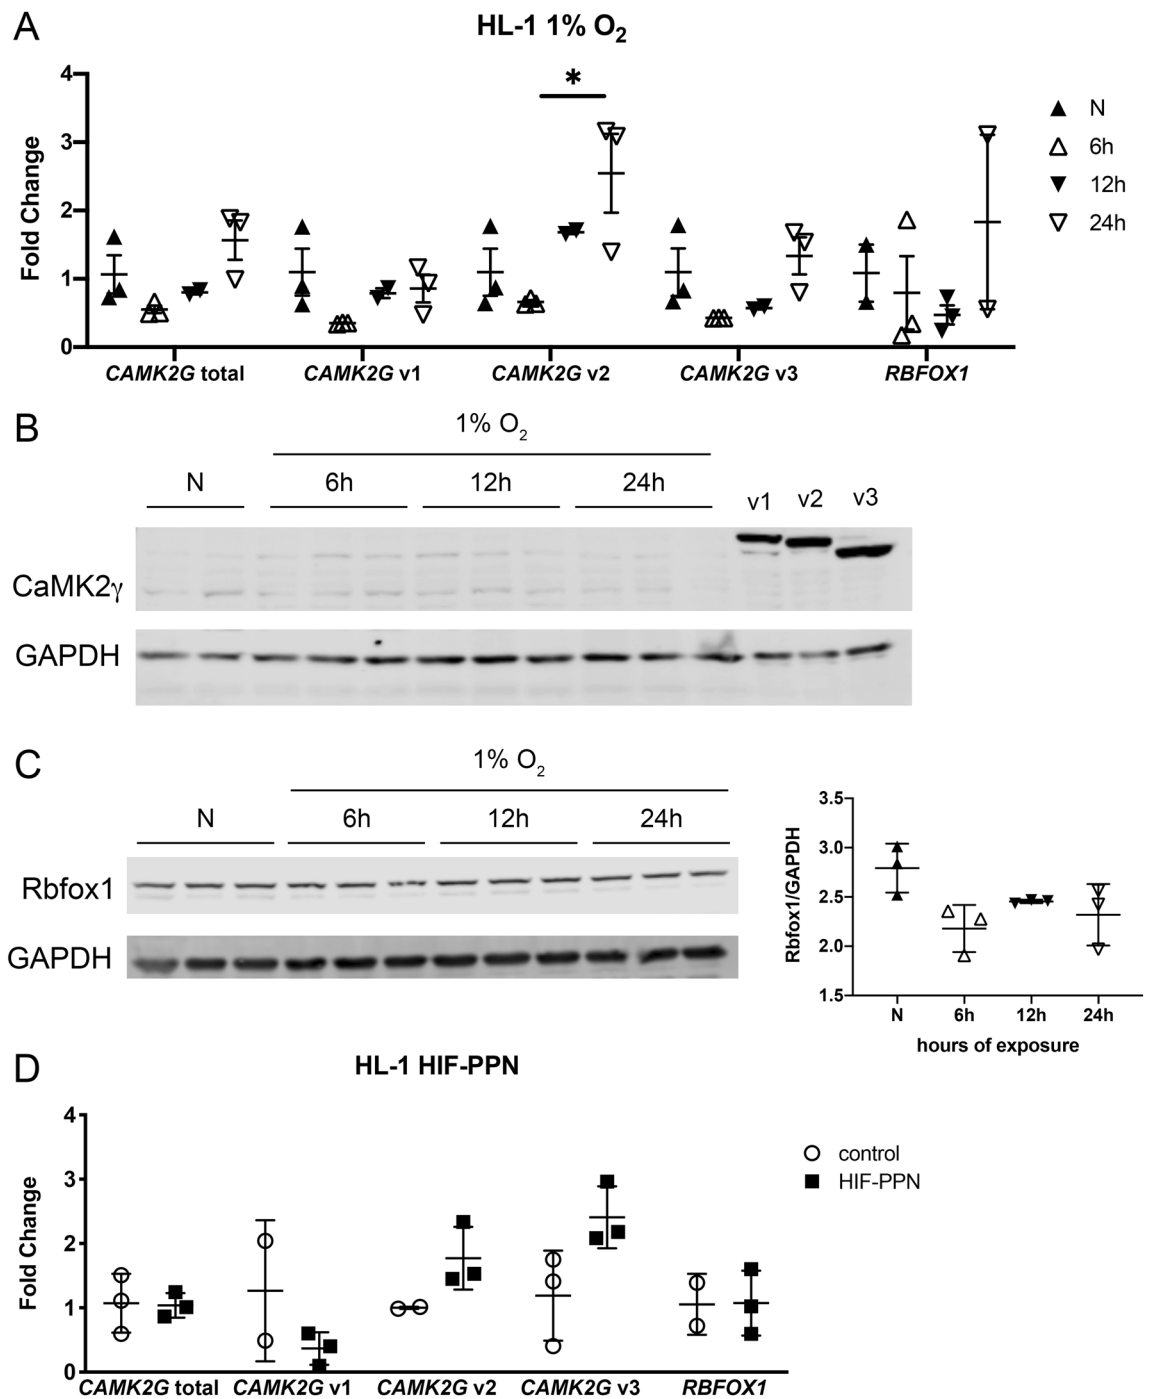 A
HL-1 1% O2
Fold Change
4
3
2
1
0
CAMK2G total
CAMK2G v1
CAMK2G v2
CAMK2G v3
RBFOX1
*
N
6h
12h
24h
B
1% O2
N
6h
12h
24h
v1
v2
v3
CaMK2γ
GAPDH
C
1% O2
N
6h
12h
24h
Rbfox1
GAPDH
Rbfox1/GAPDH
3.5
3.0
2.5
2.0
1.5
N
6h
12h
24h
hours of exposure
D
HL-1 HIF-PPN
Fold Change
4
3
2
1
0
CAMK2G total
CAMK2G v1
CAMK2G v2
CAMK2G v3
RBFOX1
control
HIF-PPN